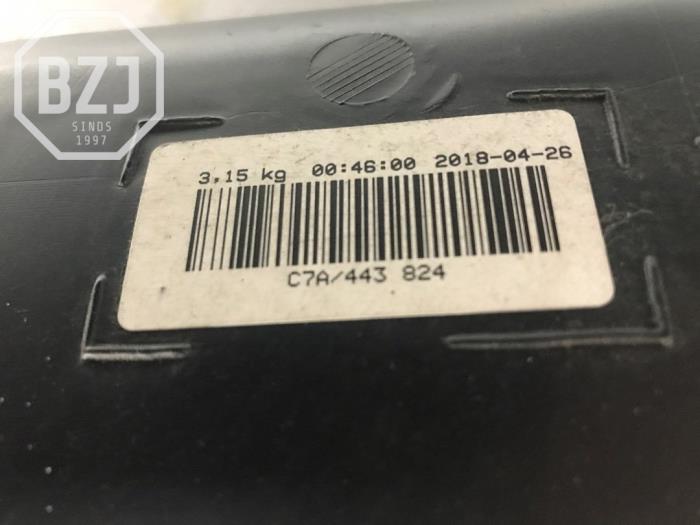 BZJ
SINDS
1997
3,15 kg 00:46:00 2018-04-26
C7A/443 824